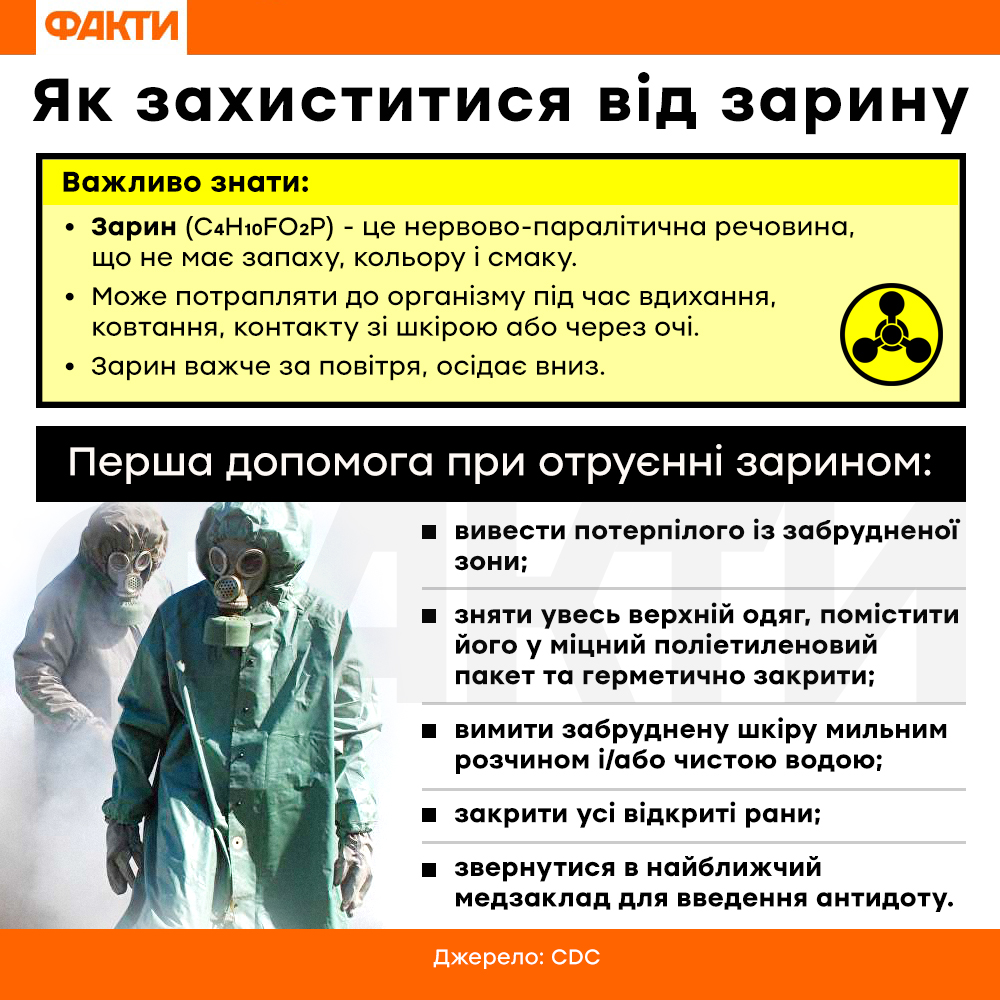 ФАКТИ
Як захиститися від зарину
Важливо знати:
• Зарин (C₄H₁₀FO₂P) - це нервово-паралітична речовина,
що не має запаху, кольору і смаку.
• Може потрапляти до організму під час вдихання,
ковтання, контакту зі шкірою або через очі.
• Зарин важче за повітря, осідає вниз.
Перша допомога при отруєнні зарином:
■ вивести потерпілого із забрудненої
зони;
■ зняти увесь верхній одяг, помістити
його у міцний поліетиленовий
пакет та герметично закрити;
■ вимити забруднену шкіру мильним
розчином і/або чистою водою;
■ закрити усі відкриті рани;
■ звернутися в найближчий
медзаклад для введення антидоту.
ФАКТИ
Джерело: CDC